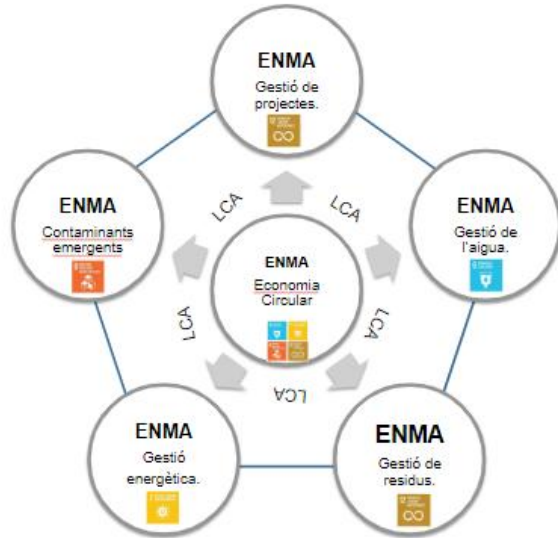 ENMA
Gestió de
projectes.
ENMA
Contaminants
emergents
LCA
LCA
ENMA
Gestió de
l'aigua.
ENMA
Economia
Circular
LCA
LCA
LCA
ENMA
Gestió
energètica.
ENMA
Gestió de
residus.